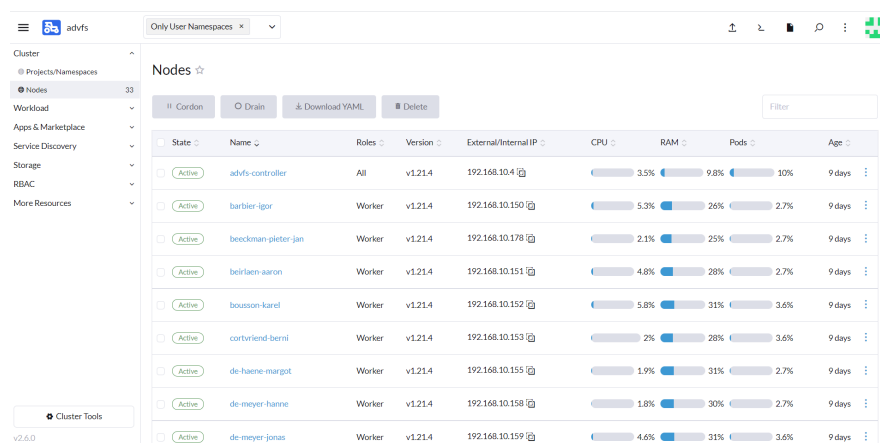 advfs
Only User Namespaces ×
Cluster
Projects/Namespaces
Nodes 33
Workload
Apps & Marketplace
Service Discovery
Storage
RBAC
More Resources
Cluster Tools
v2.6.0
Nodes
Cordon Drain Download YAML Delete Filter
State Name Roles Version External/Internal IP CPU RAM Pods Age
Active advfs-controller All v1.21.4 192.168.10.4 3.5% 9.8% 10% 9 days
Active barbier-igor Worker v1.21.4 192.168.10.150 5.3% 26% 2.7% 9 days
Active beeckman-pieter-jan Worker v1.21.4 192.168.10.178 2.1% 25% 2.7% 9 days
Active beirlaen-aaron Worker v1.21.4 192.168.10.151 4.8% 28% 2.7% 9 days
Active bousson-karel Worker v1.21.4 192.168.10.152 5.8% 31% 3.6% 9 days
Active cortvriend-berni Worker v1.21.4 192.168.10.153 2% 28% 3.6% 9 days
Active de-haene-margot Worker v1.21.4 192.168.10.155 1.9% 31% 2.7% 9 days
Active de-meyer-hanne Worker v1.21.4 192.168.10.158 1.8% 30% 2.7% 9 days
Active de-meyer-jonas Worker v1.21.4 192.168.10.159 4.6% 31% 3.6% 9 days